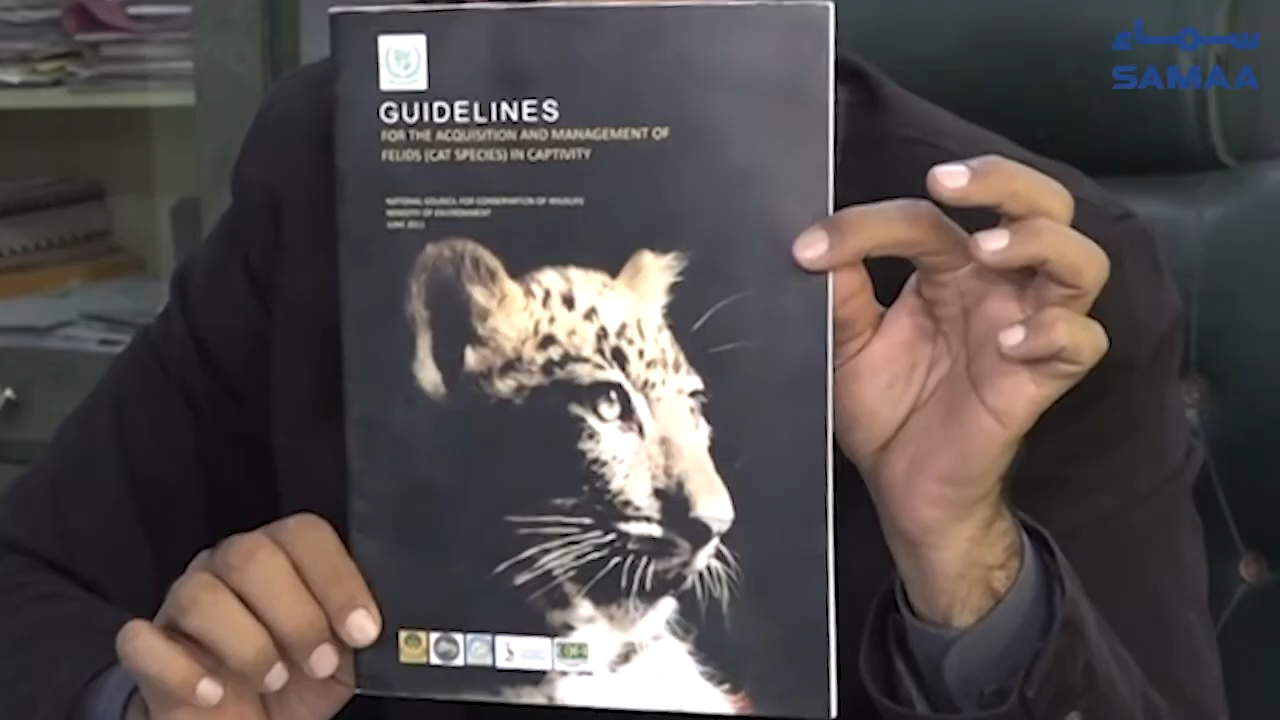 سماء
SAMAA
GUIDELINES
FOR THE ACQUISITION AND MANAGEMENT OF
FELIDS (CAT SPECIES) IN CAPTIVITY
NATIONAL COUNCIL FOR CONSERVATION OF WILDLIFE
MINISTRY OF ENVIRONMENT
JUNE 2011